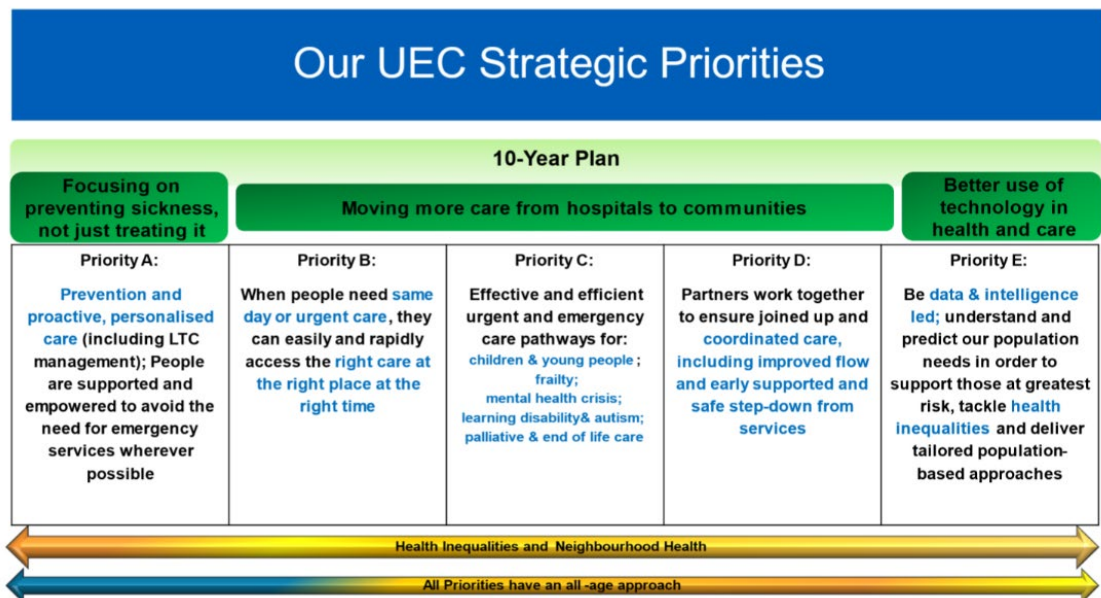 Our UEC Strategic Priorities
10-Year Plan
Focusing on
preventing sickness,
not just treating it
Moving more care from hospitals to communities
Better use of
technology in
health and care
Priority A:
Prevention and
proactive, personalised
care (including LTC
management); People
are supported and
empowered to avoid the
need for emergency
services wherever
possible
Priority B:
When people need same
day or urgent care, they
can easily and rapidly
access the right care at
the right place at the
right time
Priority C:
Effective and efficient
urgent and emergency
care pathways for:
children & young people ;
frailty;
mental health crisis;
learning disability& autism;
palliative & end of life care
Priority D:
Partners work together
to ensure joined up and
coordinated care,
including improved flow
and early supported and
safe step-down from
services
Priority E:
Be data & intelligence
led; understand and
predict our population
needs in order to
support those at greatest
risk, tackle health
inequalities and deliver
tailored population-
based approaches
Health Inequalities and Neighbourhood Health
All Priorities have an all -age approach